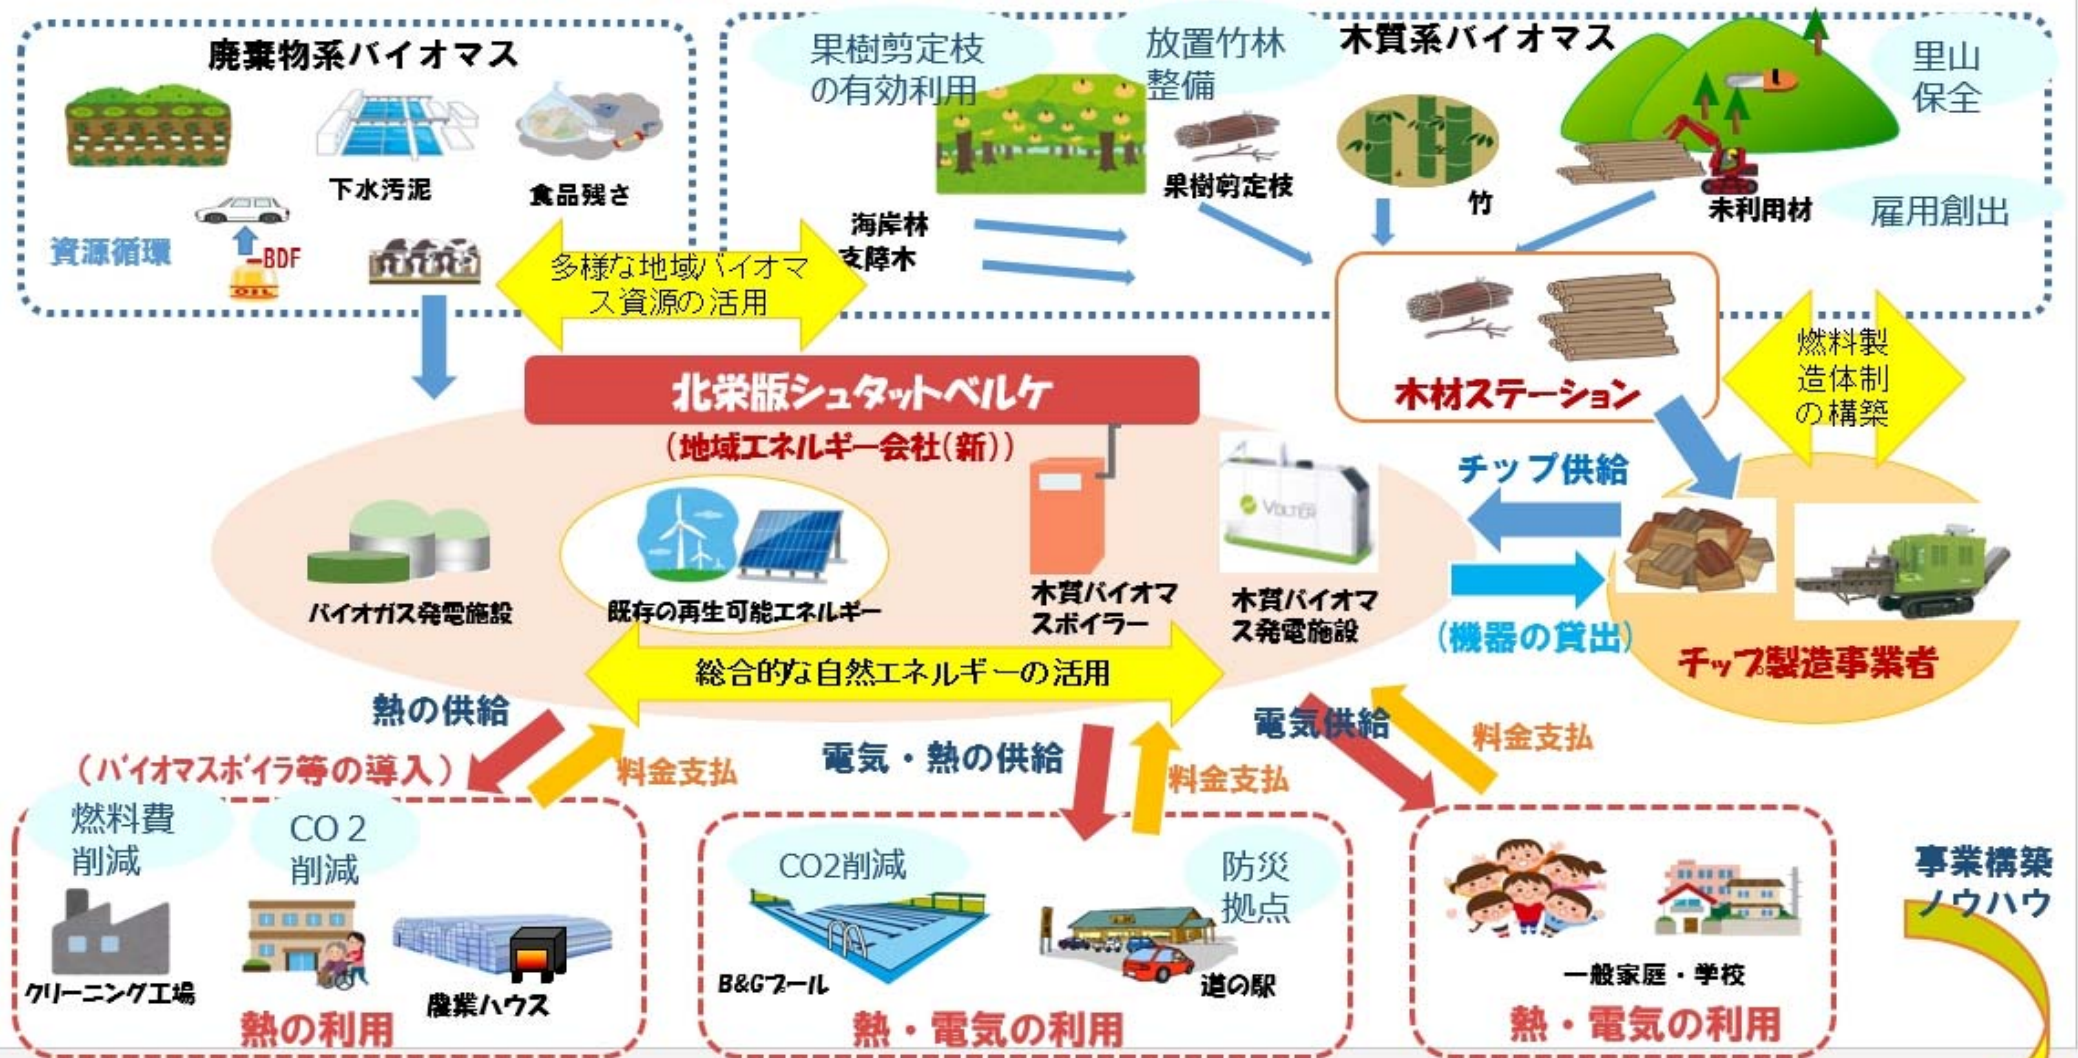 廃棄物系バイオマス
下水汚泥
食品残さ
資源循環
BDF
OIL
多様な地域バイオマ
ス資源の活用
果樹剪定枝
の有効利用
放置竹林
整備
木質系バイオマス
里山
保全
果樹剪定枝
竹
未利用材
雇用創出
海岸林
支障木
木材ステーション
燃料製
造体制
の構築
北栄版シュタットベルケ
(地域エネルギー会社(新))
チップ供給
VOLTER
バイオガス発電施設
既存の再生可能エネルギー
木質バイオマ
スボイラー
木質バイオマ
ス発電施設
(機器の貸出)
チップ製造事業者
総合的な自然エネルギーの活用
熱の供給
(バイオマスボイラ等の導入)
料金支払
電気・熱の供給
料金支払
電気供給
料金支払
燃料費
削減
CO2
削減
クリーニング工場
農業ハウス
熱の利用
CO2削減
防災
拠点
B&Gプール
道の駅
熱・電気の利用
一般家庭・学校
熱・電気の利用
事業構築
ノウハウ